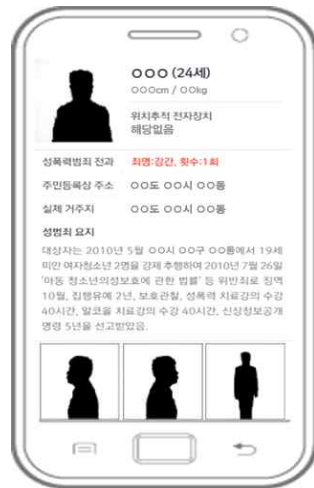 OOO (24세)
OOOcm / OOkg
위치추적 전자장치
해당없음
성폭력범죄 전과 죄명:강간, 횟수:1회
주민등록상 주소 OO도 OO시 OO동
실제 거주지 OO도 OO시 OO동
성범죄 요지
대상자는 2010년 5월 OO시 OO구 OO동에서 19세
미만 여자청소년 2명을 강제 추행하여 2010년 7월 26일
'아동 청소년의성보호에 관한 법률' 등 위반죄로 징역
10월, 집행유예 2년, 보호관찰, 성폭력 치료강의 수강
40시간, 알코올 치료강의 수강 40시간, 신상정보공개
명령 5년을 선고받았음.